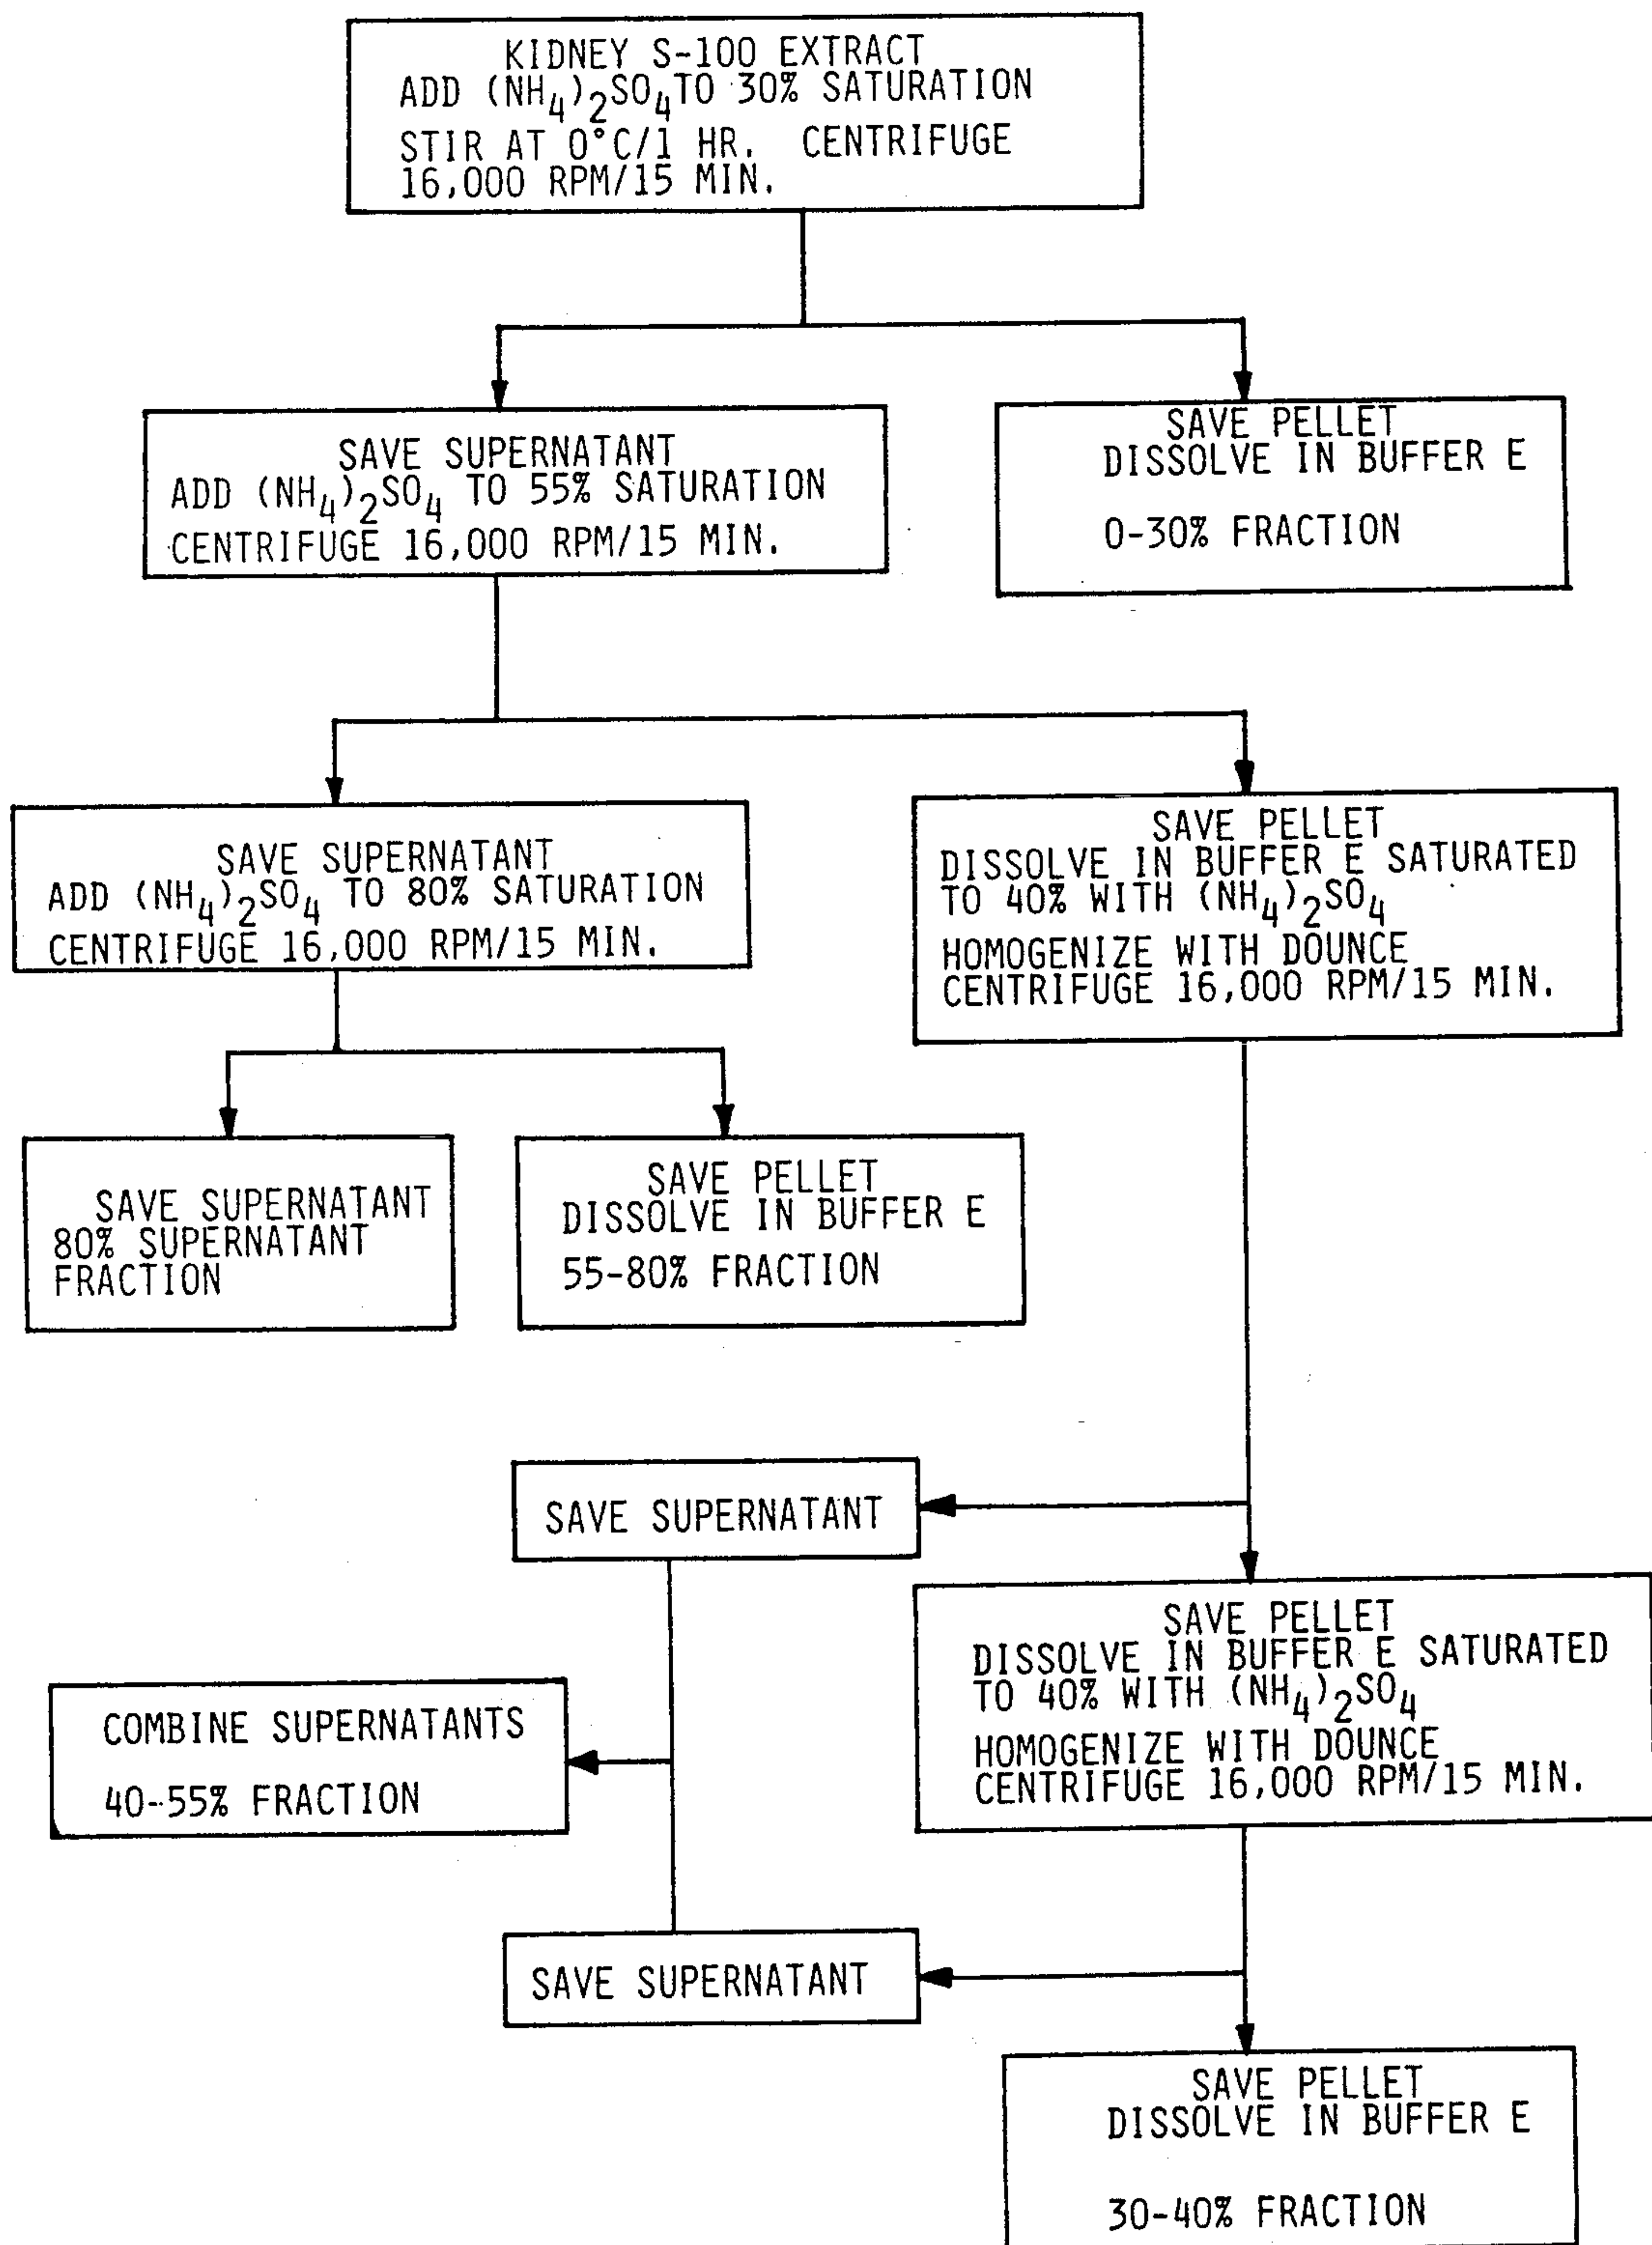 KIDNEY S-100 EXTRACT
ADD (NH4)2SO4 TO 30% SATURATION
STIR AT 0°C/1 HR. CENTRIFUGE
16,000 RPM/15 MIN.
SAVE SUPERNATANT
ADD (NH4)2SO4 TO 55% SATURATION
CENTRIFUGE 16,000 RPM/15 MIN.
SAVE PELLET
DISSOLVE IN BUFFER E
0-30% FRACTION
SAVE SUPERNATANT
ADD (NH4)2SO4 TO 80% SATURATION
CENTRIFUGE 16,000 RPM/15 MIN.
SAVE PELLET
DISSOLVE IN BUFFER E SATURATED
TO 40% WITH (NH4)2SO4
HOMOGENIZE WITH DOUNCE
CENTRIFUGE 16,000 RPM/15 MIN.
SAVE SUPERNATANT
80% SUPERNATANT
FRACTION
SAVE PELLET
DISSOLVE IN BUFFER E
55-80% FRACTION
SAVE SUPERNATANT
SAVE PELLET
DISSOLVE IN BUFFER E SATURATED
TO 40% WITH (NH4)2SO4
HOMOGENIZE WITH DOUNCE
CENTRIFUGE 16,000 RPM/15 MIN.
COMBINE SUPERNATANTS
40-55% FRACTION
SAVE SUPERNATANT
SAVE PELLET
DISSOLVE IN BUFFER E
30-40% FRACTION